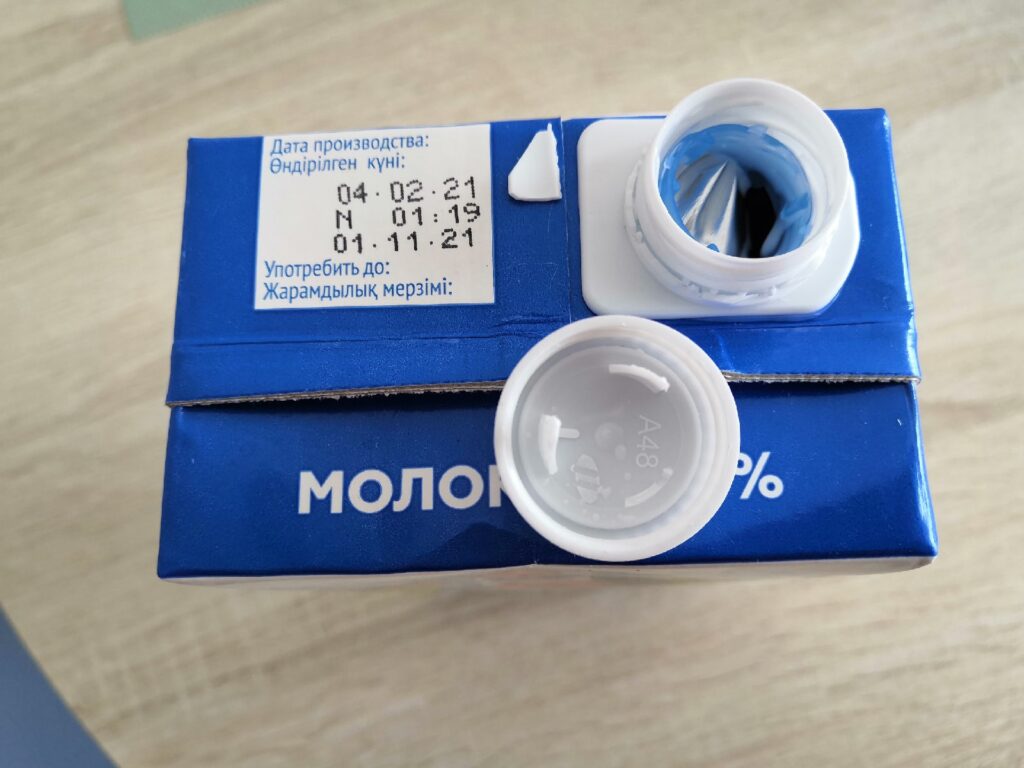 Дата производства:
Өндірілген күні:
04·02·21
N 01:19
01·11·21
Употребить до:
Жарамдылық мерзімі:
A48
%